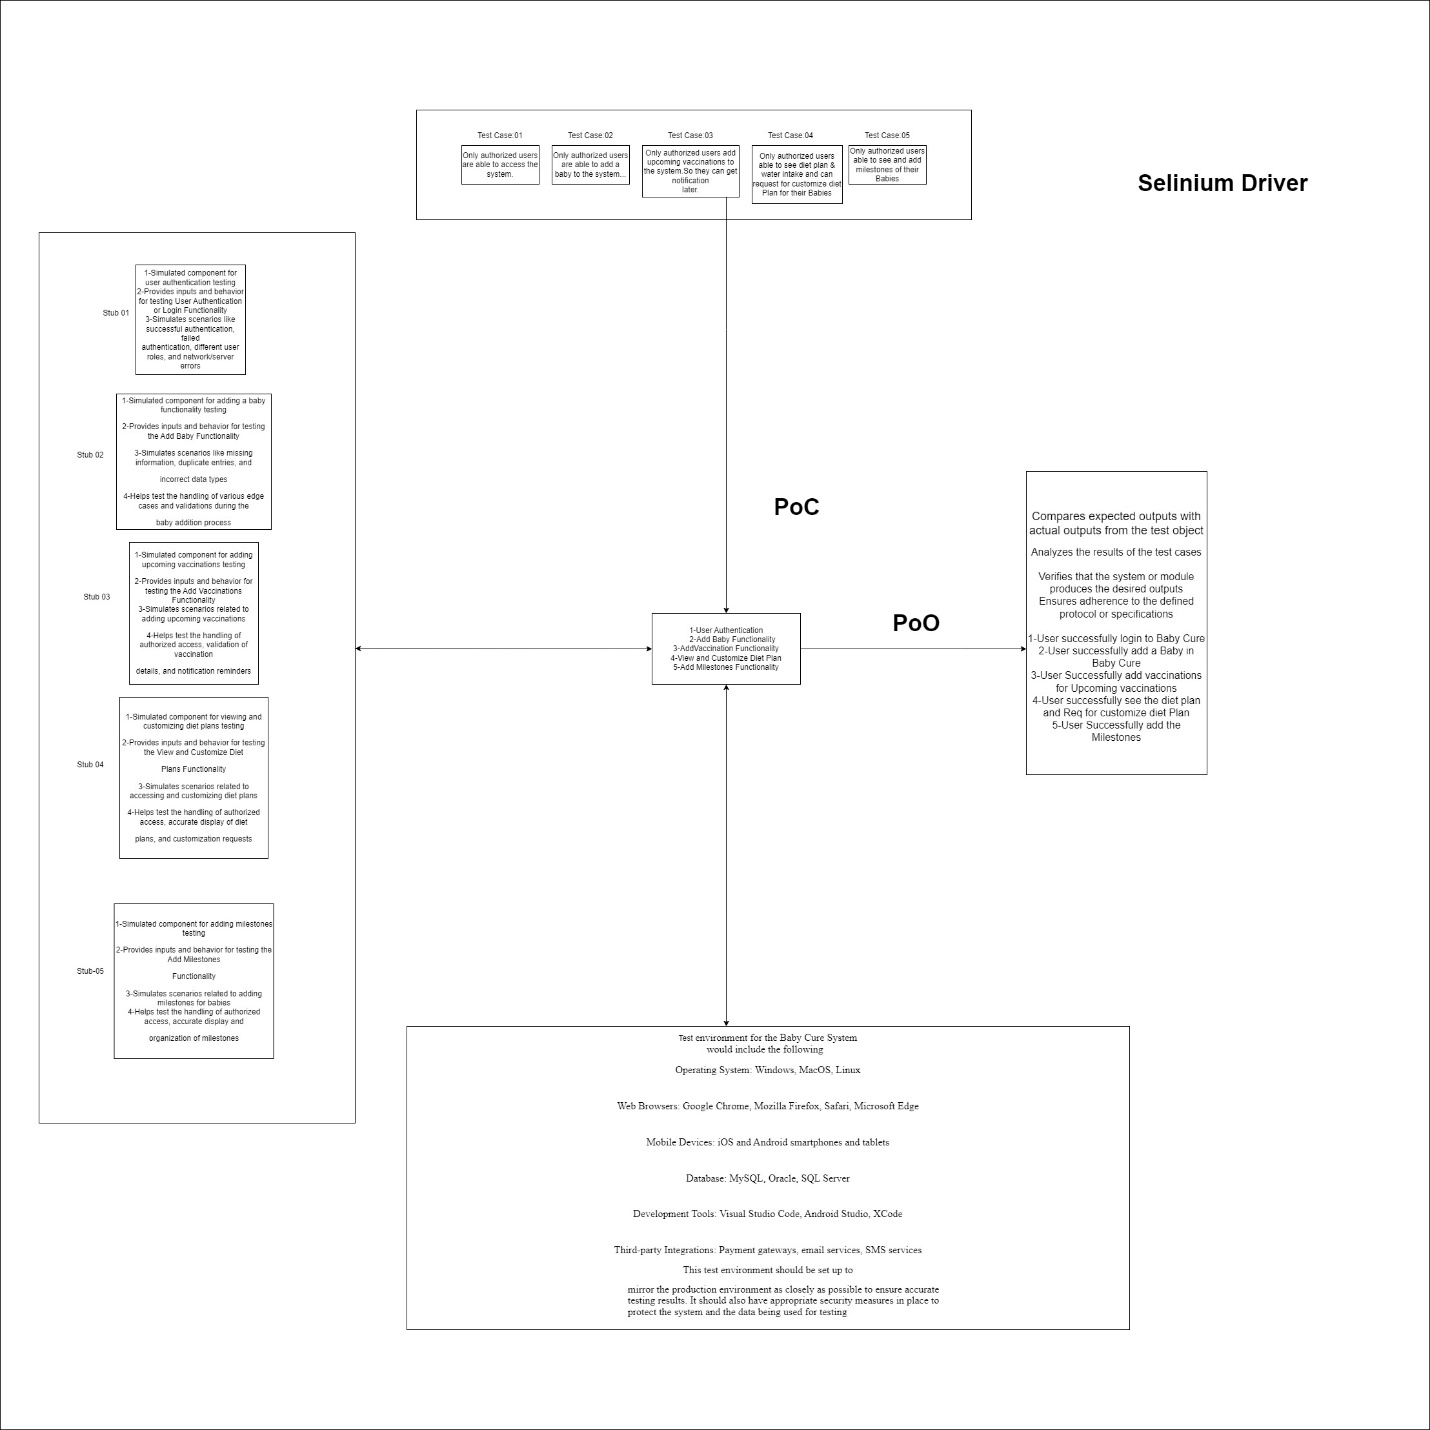 Test Case:01
Only authorized users
are able to access the
system.
Test Case:02
Only authorized users
are able to add a
baby to the system...
Test Case:03
Only authorized users add
upcoming vaccinations to
the system.So they can get
notification
later.
Test Case:04
Only authorized users
able to see diet plan &
water intake and can
request for customize diet
Plan for their Babies
Test Case:05
Only authorized users
able to see and add
milestones of their
Babies
Selinium Driver
Stub 01
1-Simulated component for
user authentication testing
2-Provides inputs and behavior
for testing User Authentication
or Login Functionality
3-Simulates scenarios like
successful authentication,
failed
authentication, different user
roles, and network/server
errors
Stub 02
1-Simulated component for adding a baby
functionality testing
2-Provides inputs and behavior for testing
the Add Baby Functionality
3-Simulates scenarios like missing
information, duplicate entries, and
incorrect data types
4-Helps test the handling of various edge
cases and validations during the
baby addition process
Stub 03
1-Simulated component for adding
upcoming vaccinations testing
2-Provides inputs and behavior for
testing the Add Vaccinations
Functionality
3-Simulates scenarios related to
adding upcoming vaccinations
4-Helps test the handling of
authorized access, validation of
vaccination
details, and notification reminders
Stub 04
1-Simulated component for viewing and
customizing diet plans testing
2-Provides inputs and behavior for testing
the View and Customize Diet
Plans Functionality
3-Simulates scenarios related to
accessing and customizing diet plans
4-Helps test the handling of authorized
access, accurate display of diet
plans, and customization requests
Stub-05
1-Simulated component for adding milestones
testing
2-Provides inputs and behavior for testing the
Add Milestones
Functionality
3-Simulates scenarios related to adding
milestones for babies
4-Helps test the handling of authorized
access, accurate display and
organization of milestones
PoC
1-User Authentication
2-Add Baby Functionality
3-AddVaccination Functionality
4-View and Customize Diet Plan
5-Add Milestones Functionality
PoO
Compares expected outputs with
actual outputs from the test object
Analyzes the results of the test cases
Verifies that the system or module
produces the desired outputs
Ensures adherence to the defined
protocol or specifications
1-User successfully login to Baby Cure
2-User successfully add a Baby in
Baby Cure
3-User Successfully add vaccinations
for Upcoming vaccinations
4-User successfully see the diet plan
and Req for customize diet Plan
5-User Successfully add the
Milestones
Test environment for the Baby Cure System
would include the following
Operating System: Windows, MacOS, Linux
Web Browsers: Google Chrome, Mozilla Firefox, Safari, Microsoft Edge
Mobile Devices: iOS and Android smartphones and tablets
Database: MySQL, Oracle, SQL Server
Development Tools: Visual Studio Code, Android Studio, XCode
Third-party Integrations: Payment gateways, email services, SMS services
This test environment should be set up to
mirror the production environment as closely as possible to ensure accurate
testing results. It should also have appropriate security measures in place to
protect the system and the data being used for testing